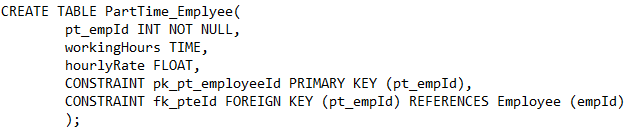 CREATE TABLE PartTime_Emplyee(
pt_empId INT NOT NULL,
workingHours TIME,
hourlyRate FLOAT,
CONSTRAINT pk_pt_employeeId PRIMARY KEY (pt_empId),
CONSTRAINT fk_pteId FOREIGN KEY (pt_empId) REFERENCES Employee (empId)
);